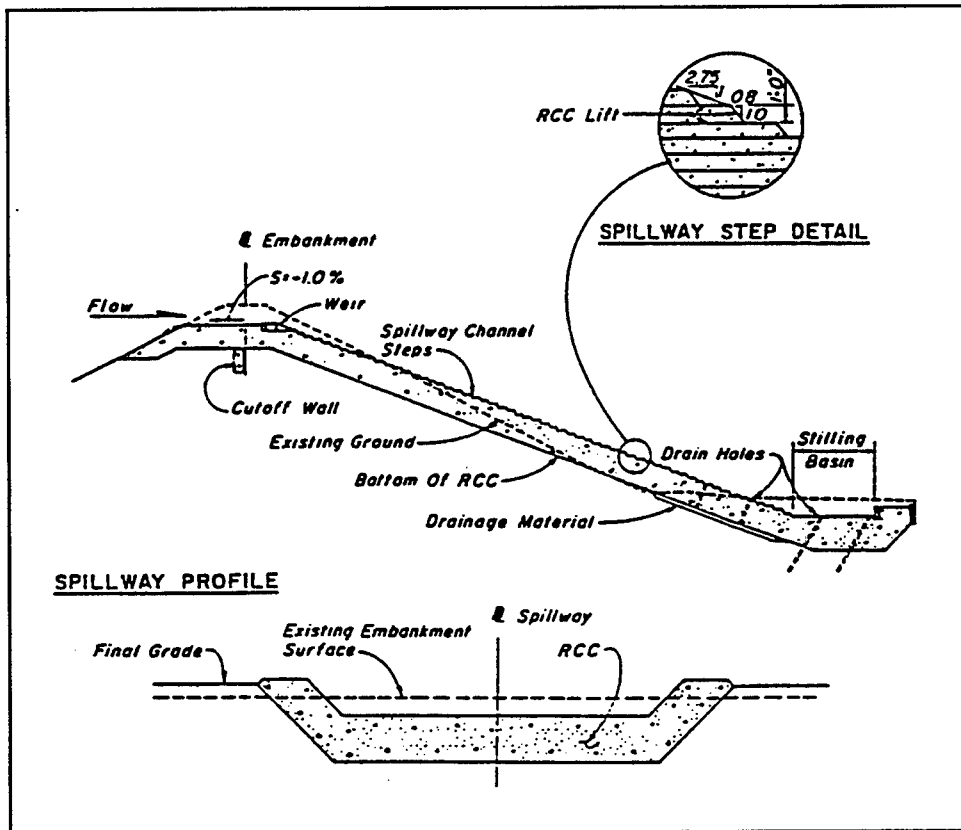 2.75
1
0.8
1.0
1'-0"
RCC Lift
SPILLWAY STEP DETAIL
℄ Embankment
S=-1.0%
Flow
Weir
Spillway Channel
Steps
Cutoff Wall
Existing Ground
Bottom Of RCC
Drain Holes
Stilling
Basin
Drainage Material
SPILLWAY PROFILE
℄ Spillway
Existing Embankment
Surface
RCC
Final Grade